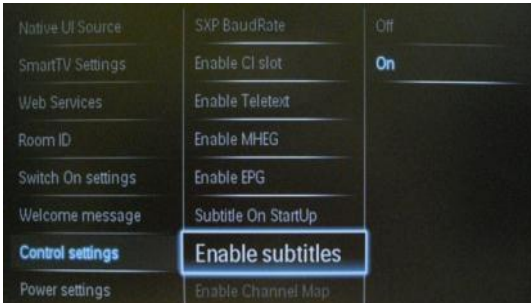 Native UI Source
SmartTV Settings
Web Services
Room ID
Switch On settings
Welcome message
Control settings
Power settings
SXP BaudRate
Enable CI slot
Enable Teletext
Enable MHEG
Enable EPG
Subtitle On StartUp
Enable subtitles
Enable Channel Map
Off
On